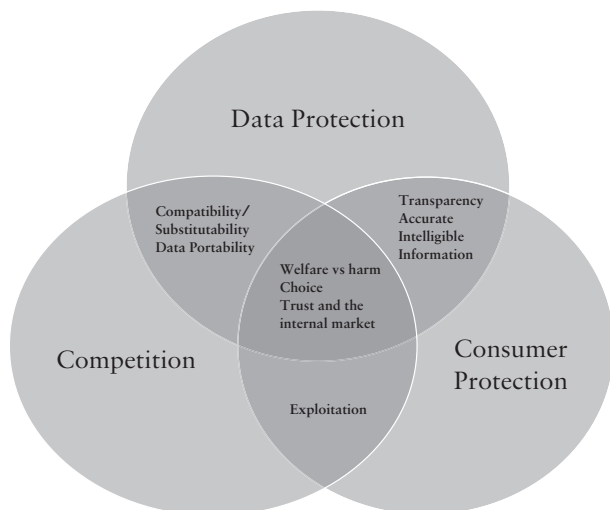 Data Protection
Compatibility/
Substitutability
Data Portability
Transparency
Accurate
Intelligible
Information
Welfare vs harm
Choice
Trust and the
internal market
Competition
Consumer
Protection
Exploitation